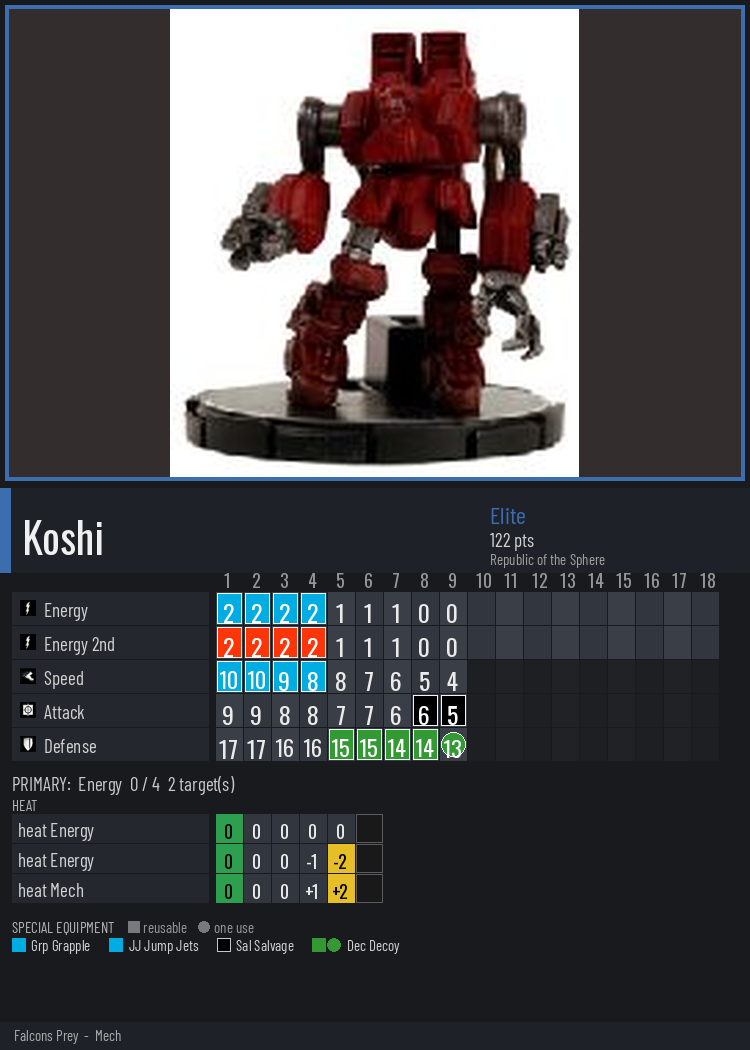 Koshi
Elite
122 pts
Republic of the Sphere
1 2 3 4 5 6 7 8 9 10 11 12 13 14 15 16 17 18
Energy 2 2 2 2 1 1 1 0 0
Energy 2nd 2 2 2 2 1 1 1 0 0
Speed 10 10 9 8 8 7 6 5 4
Attack 9 9 8 8 7 7 6 6 5
Defense 17 17 16 16 15 15 14 14 13
PRIMARY: Energy 0 / 4 2 target(s)
HEAT
heat Energy 0 0 0 0 0
heat Energy 0 0 0 -1 -2
heat Mech 0 0 0 +1 +2
SPECIAL EQUIPMENT reusable one use
Grp Grapple JJ Jump Jets Sal Salvage Dec Decoy
Falcons Prey - Mech